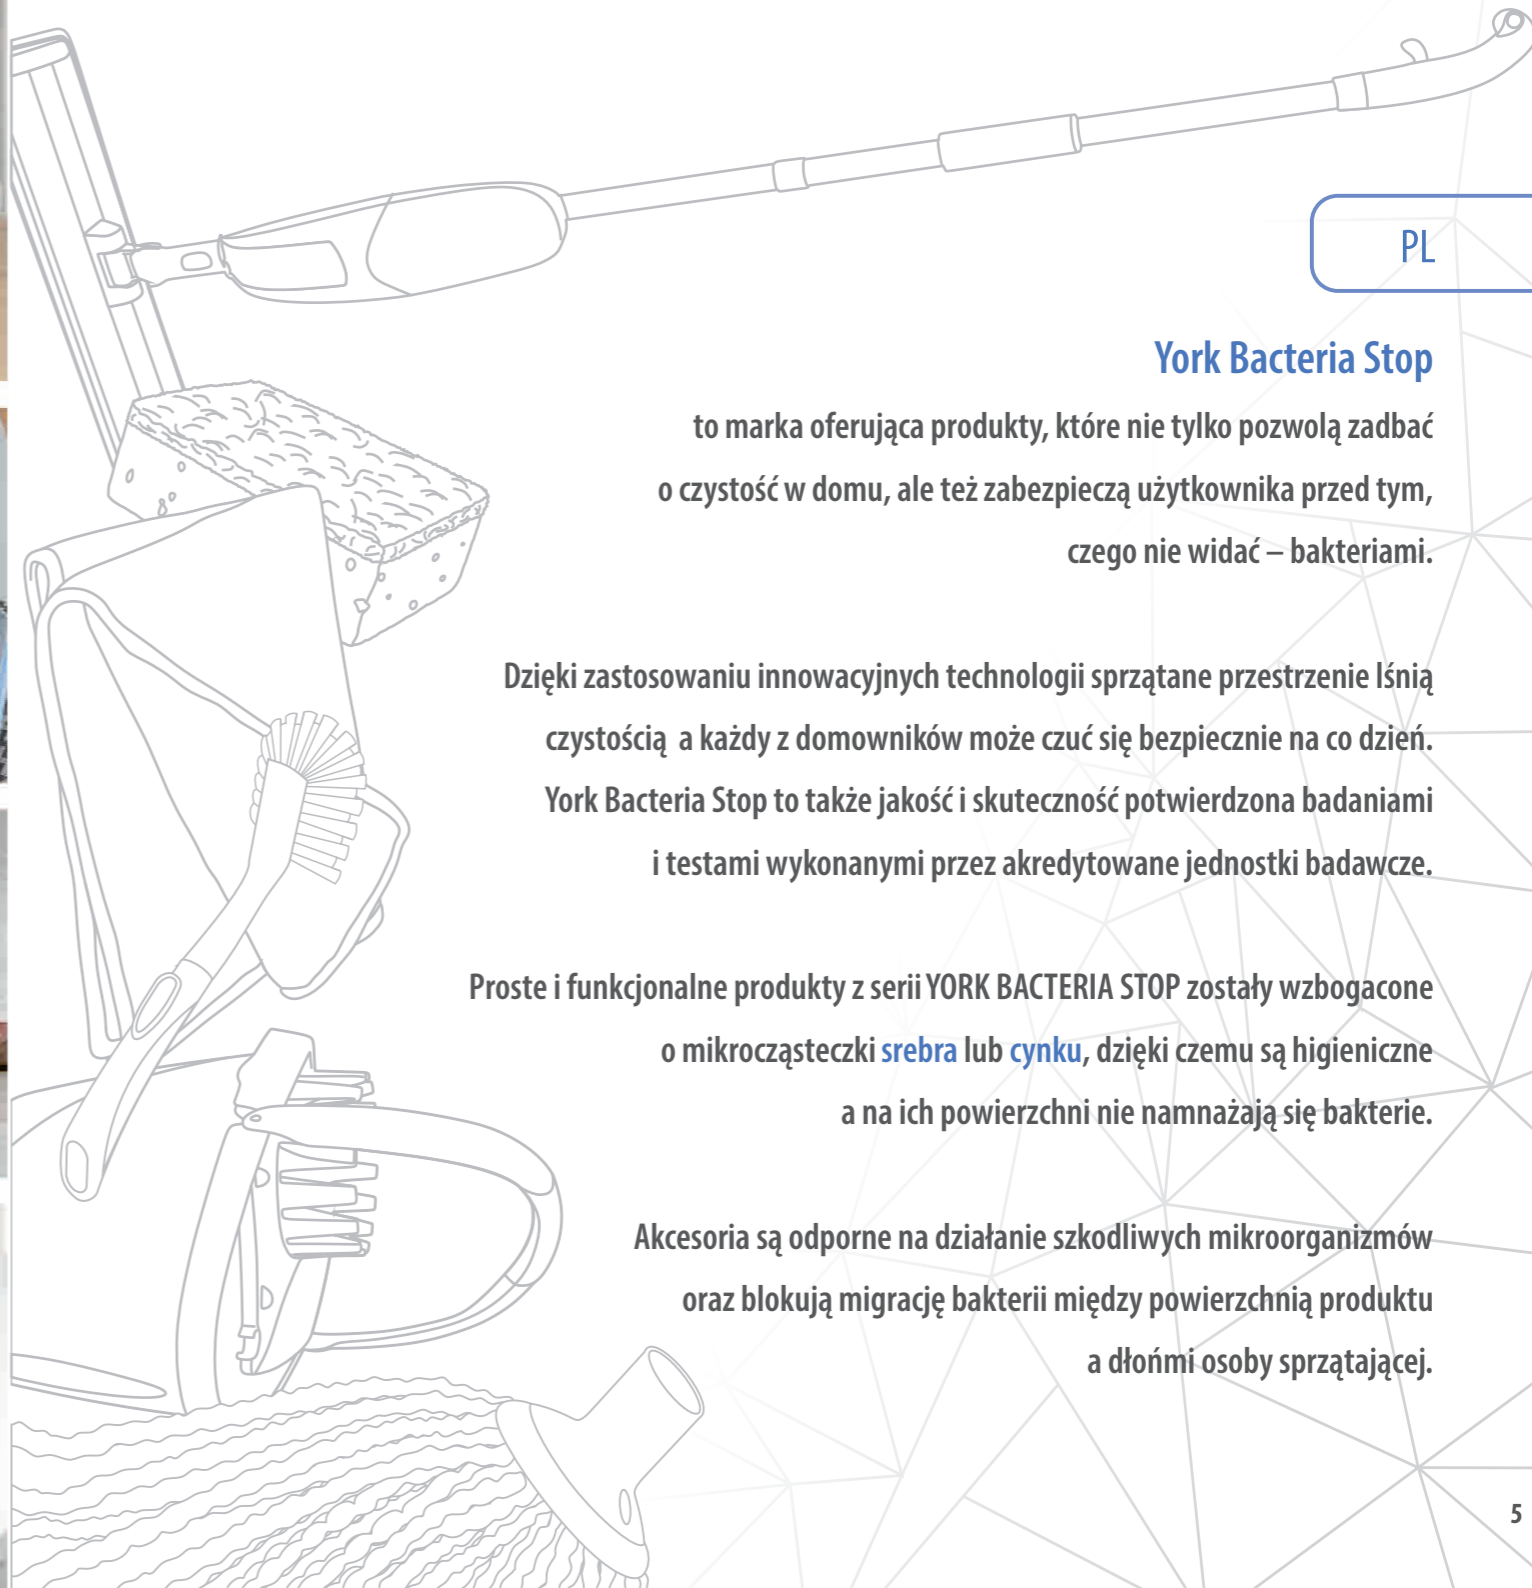 PL
York Bacteria Stop
to marka oferująca produkty, które nie tylko pozwolą zadbać
o czystość w domu, ale też zabezpieczą użytkownika przed tym,
czego nie widać – bakteriami.
Dzięki zastosowaniu innowacyjnych technologii sprzątane przestrzenie lśnią
czystością  a każdy z domowników może czuć się bezpiecznie na co dzień.
York Bacteria Stop to także jakość i skuteczność potwierdzona badaniami
i testami wykonanymi przez akredytowane jednostki badawcze.
Proste i funkcjonalne produkty z serii YORK BACTERIA STOP zostały wzbogacone
o mikrocząsteczki srebra lub cynku, dzięki czemu są higieniczne
a na ich powierzchni nie namnażają się bakterie.
Akcesoria są odporne na działanie szkodliwych mikroorganizmów
oraz blokują migrację bakterii między powierzchnią produktu
a dłońmi osoby sprzątającej.
5